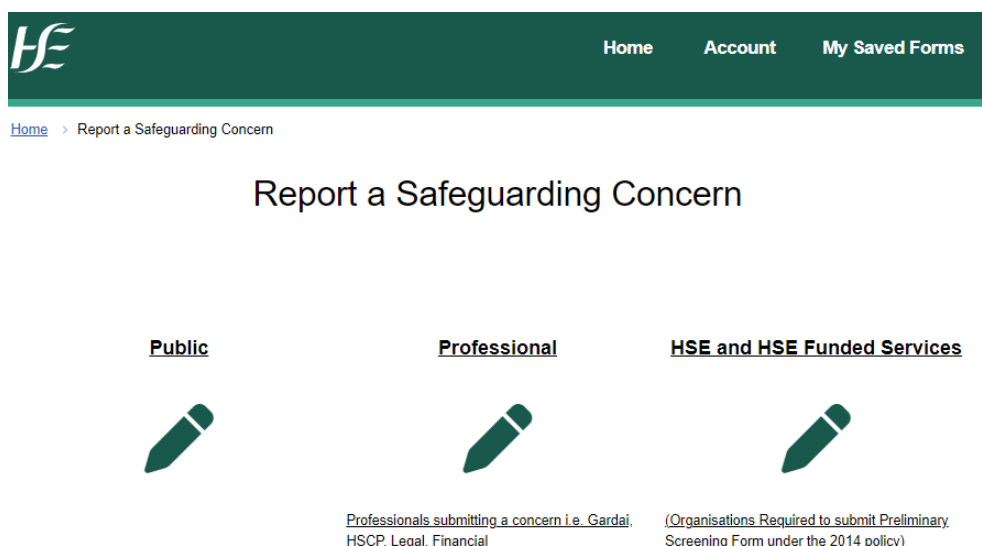 HSE
Home Account My Saved Forms
Home > Report a Safeguarding Concern
Report a Safeguarding Concern
Public
Professional
HSE and HSE Funded Services
Professionals submitting a concern i.e. Gardai,
HSCP, Legal, Financial
(Organisations Required to submit Preliminary
Screening Form under the 2014 policy)